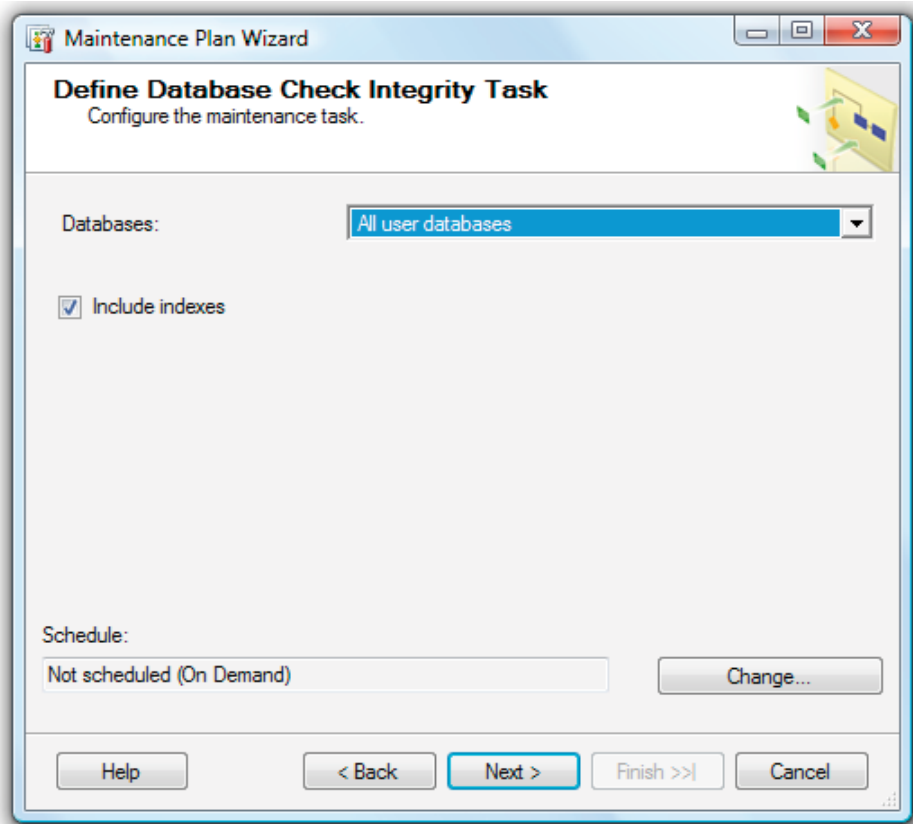 Maintenance Plan Wizard
Define Database Check Integrity Task
Configure the maintenance task.
Databases: All user databases
Include indexes
Schedule:
Not scheduled (On Demand) Change...
Help < Back Next > Finish >>| Cancel